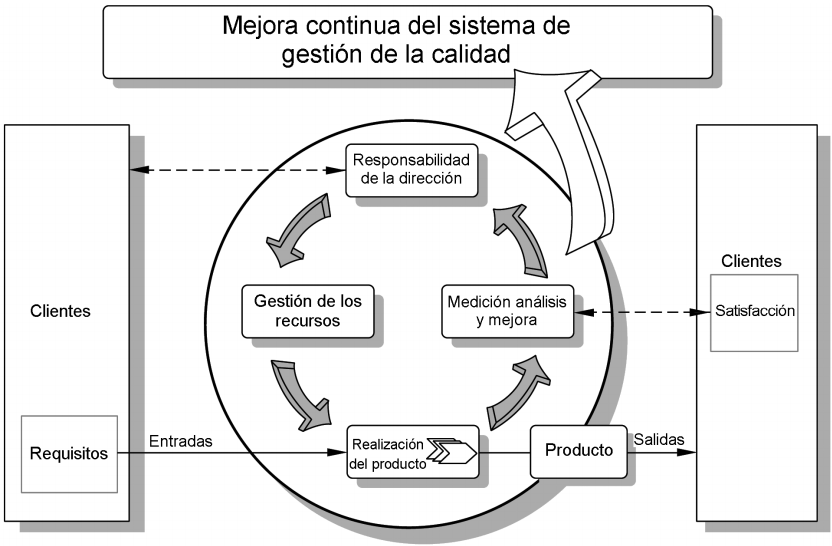 Mejora continua del sistema de
gestión de la calidad
Responsabilidad
de la dirección
Clientes
Gestión de los
recursos
Medición análisis
y mejora
Clientes
Satisfacción
Requisitos
Entradas
Realización
del producto
Producto
Salidas